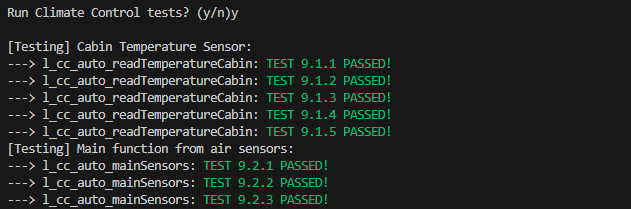 Run Climate Control tests? (y/n)y
[Testing] Cabin Temperature Sensor:
---> l_cc_auto_readTemperatureCabin: TEST 9.1.1 PASSED!
---> l_cc_auto_readTemperatureCabin: TEST 9.1.2 PASSED!
---> l_cc_auto_readTemperatureCabin: TEST 9.1.3 PASSED!
---> l_cc_auto_readTemperatureCabin: TEST 9.1.4 PASSED!
---> l_cc_auto_readTemperatureCabin: TEST 9.1.5 PASSED!
[Testing] Main function from air sensors:
---> l_cc_auto_mainSensors: TEST 9.2.1 PASSED!
---> l_cc_auto_mainSensors: TEST 9.2.2 PASSED!
---> l_cc_auto_mainSensors: TEST 9.2.3 PASSED!